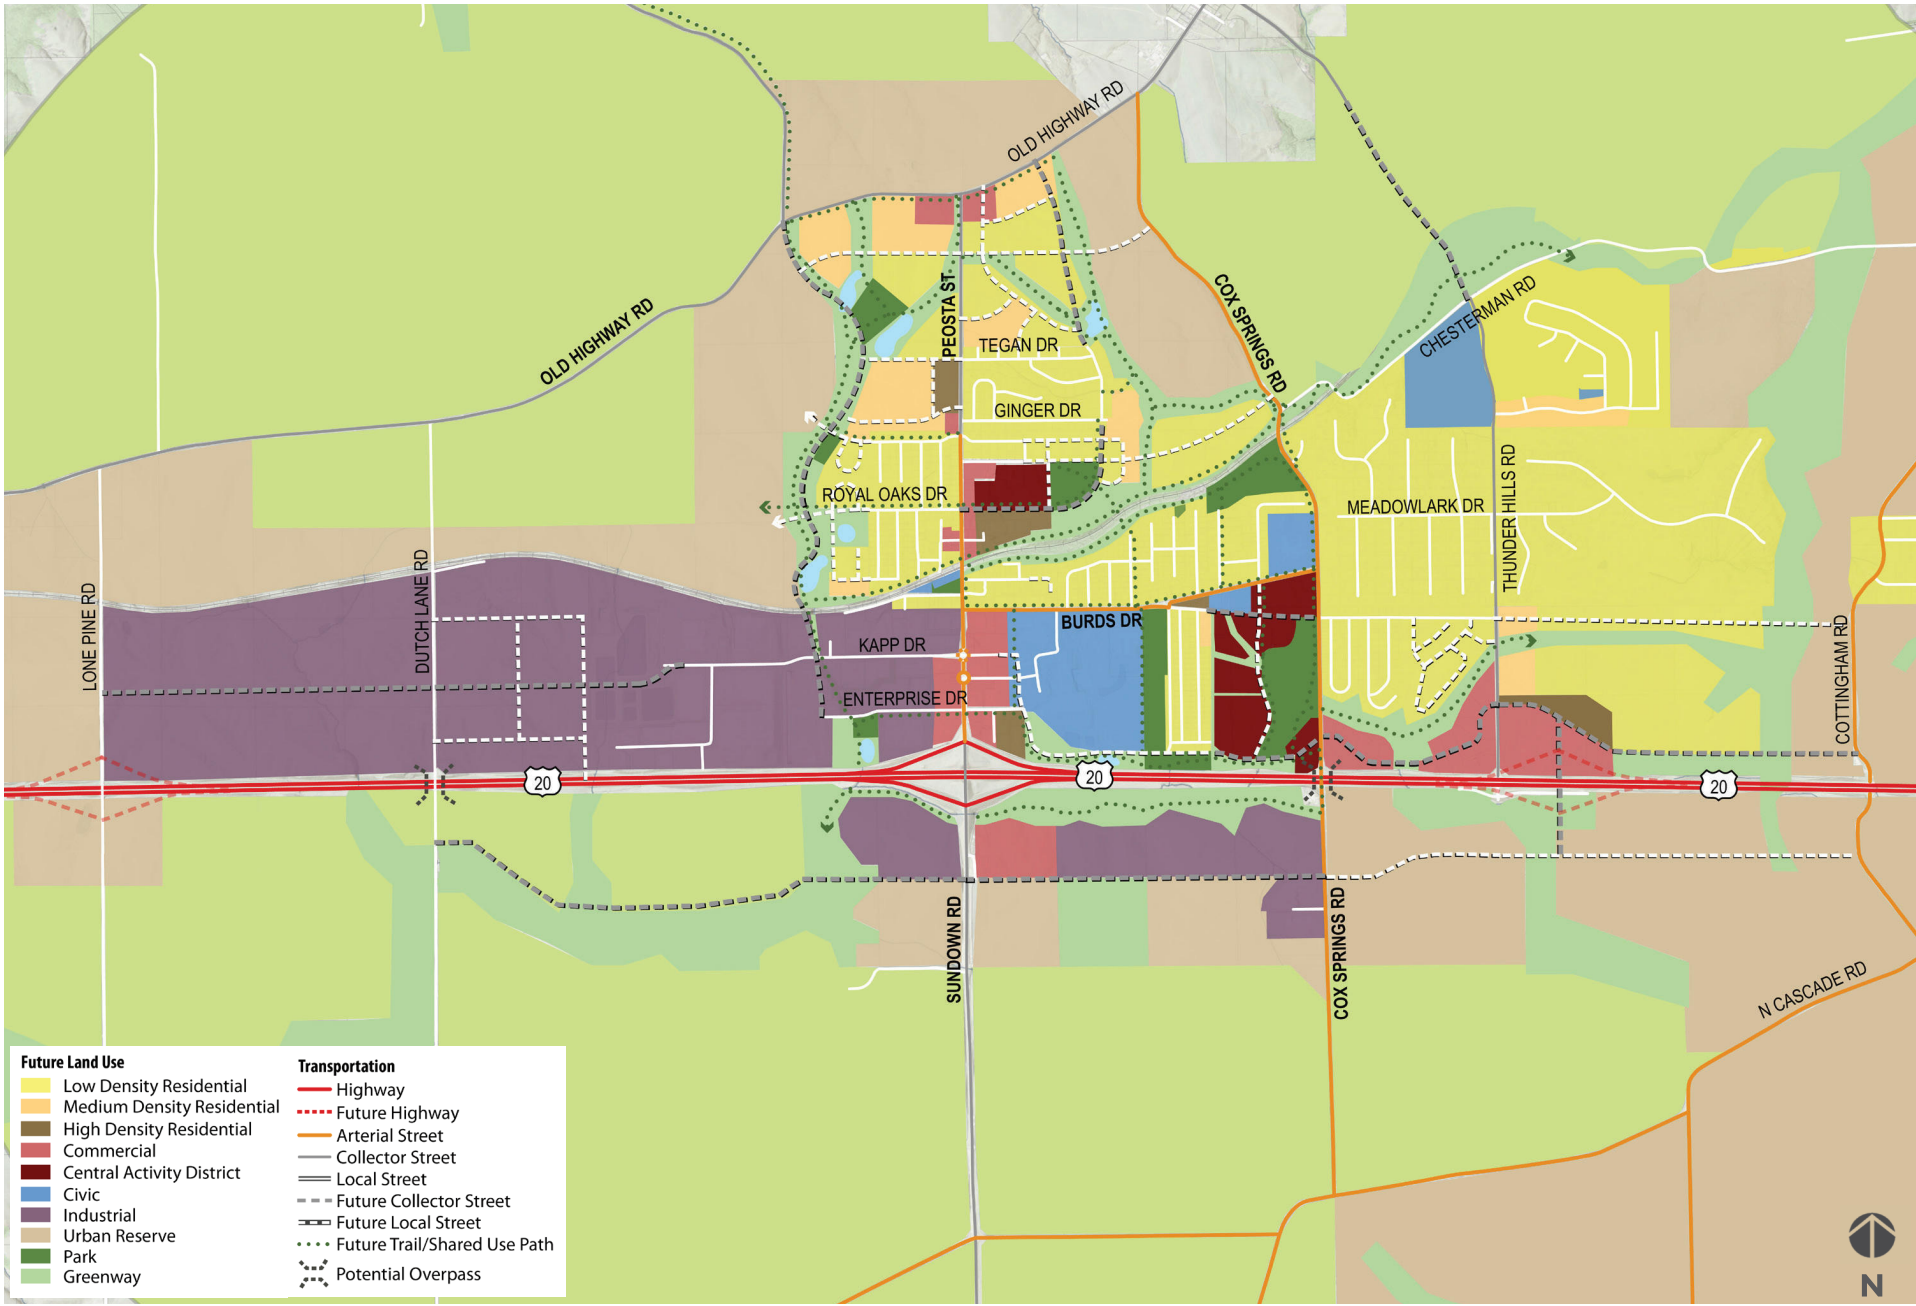 OLD HIGHWAY RD
COX SPRINGS RD
PEOSTA ST
OLD HIGHWAY RD
CHESTERMAN RD
TEGAN DR
GINGER DR
ROYAL OAKS DR
MEADOWLARK DR
THUNDER HILLS RD
DUTCH LANE RD
LONE PINE RD
BURDS DR
KAPP DR
COTTINGHAM RD
ENTERPRISE DR
20
20
20
SUNDOWN RD
COX SPRINGS RD
N CASCADE RD
Future Land Use
Low Density Residential
Medium Density Residential
High Density Residential
Commercial
Central Activity District
Civic
Industrial
Urban Reserve
Park
Greenway
Transportation
Highway
Future Highway
Arterial Street
Collector Street
Local Street
Future Collector Street
Future Local Street
Future Trail/Shared Use Path
Potential Overpass
N